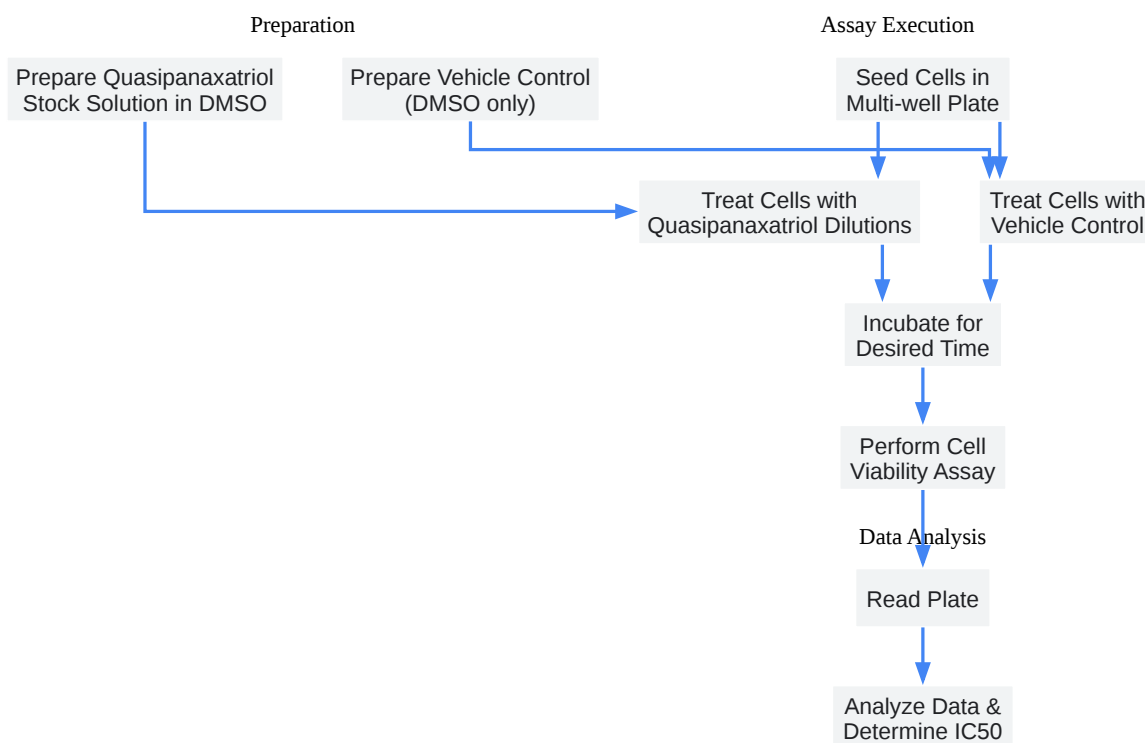 Preparation
Assay Execution
Prepare Quasipanaxatriol
Stock Solution in DMSO
Prepare Vehicle Control
(DMSO only)
Seed Cells in
Multi-well Plate
Treat Cells with
Quasipanaxatriol Dilutions
Treat Cells with
Vehicle Control
Incubate for
Desired Time
Perform Cell
Viability Assay
Data Analysis
Read Plate
Analyze Data &
Determine IC50